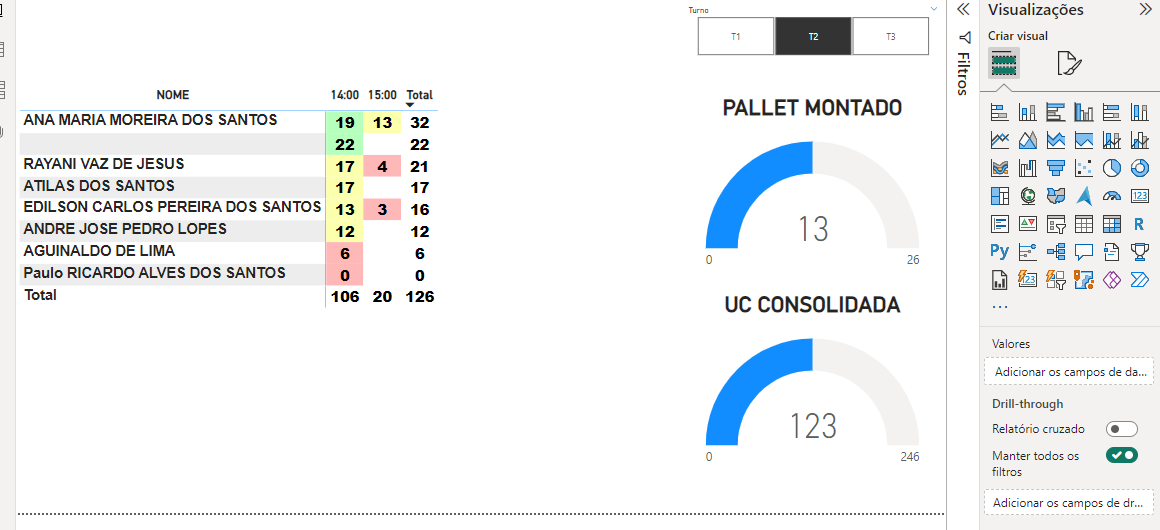 Turno
T1 T2 T3
Visualizações
Criar visual
Filtros
NOME 14:00 15:00 Total
ANA MARIA MOREIRA DOS SANTOS 19 13 32
22 22
RAYANI VAZ DE JESUS 17 4 21
ATILAS DOS SANTOS 17 17
EDILSON CARLOS PEREIRA DOS SANTOS 13 3 16
ANDRE JOSE PEDRO LOPES 12 12
AGUINALDO DE LIMA 6 6
Paulo RICARDO ALVES DOS SANTOS 0 0
Total 106 20 126
PALLET MONTADO
13
0 26
UC CONSOLIDADA
123
0 246
123
R
Py
123
...
Valores
Adicionar os campos de da...
Drill-through
Relatório cruzado
Manter todos os
filtros
Adicionar os campos de dr...